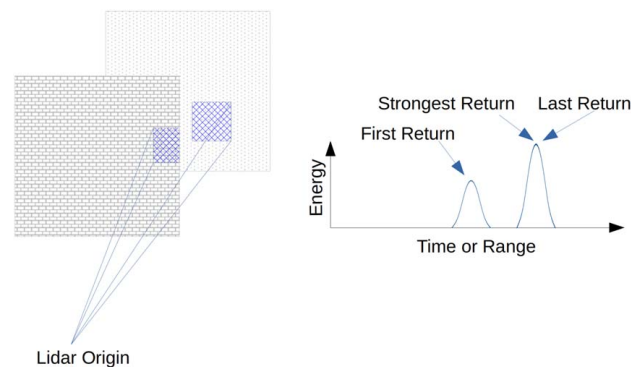 Strongest Return
Last Return
First Return
Energy
Time or Range
Lidar Origin